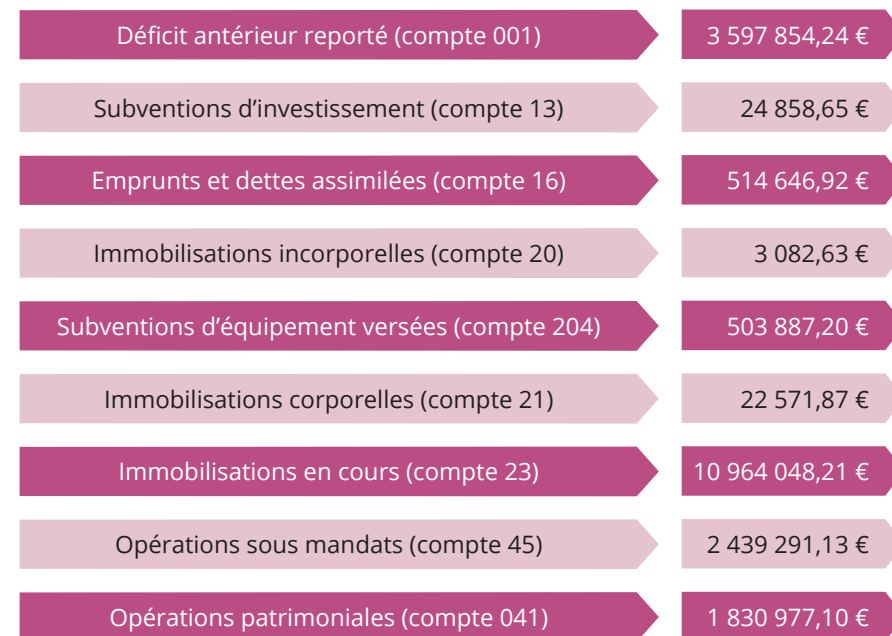 Déficit antérieur reporté (compte 001) 3 597 854,24 €
Subventions d’investissement (compte 13) 24 858,65 €
Emprunts et dettes assimilées (compte 16) 514 646,92 €
Immobilisations incorporelles (compte 20) 3 082,63 €
Subventions d’équipement versées (compte 204) 503 887,20 €
Immobilisations corporelles (compte 21) 22 571,87 €
Immobilisations en cours (compte 23) 10 964 048,21 €
Opérations sous mandats (compte 45) 2 439 291,13 €
Opérations patrimoniales (compte 041) 1 830 977,10 €